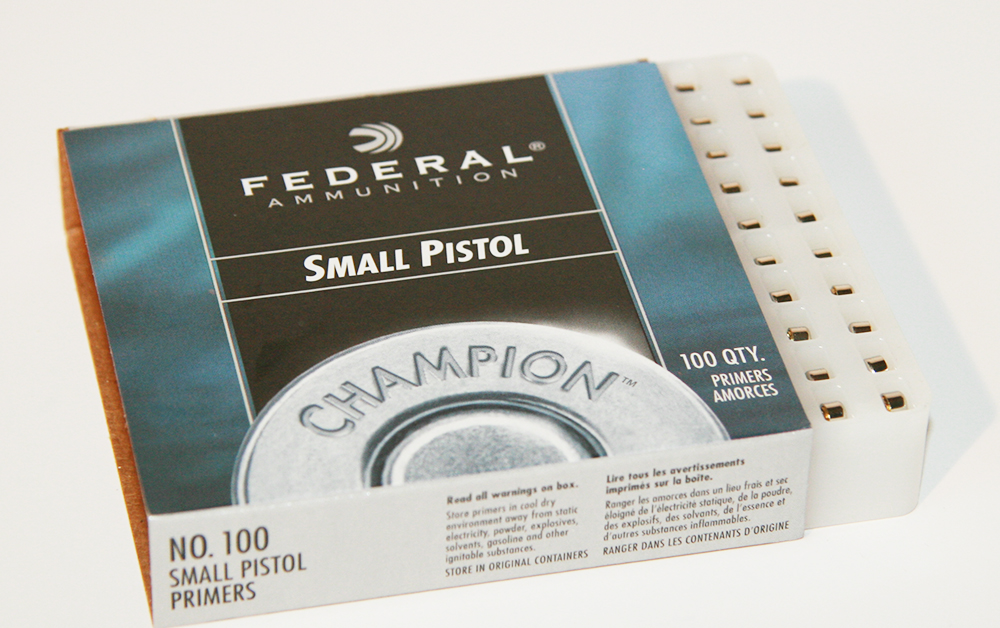 FEDERAL®
AMMUNITION
SMALL PISTOL
CHAMPION™
100 QTY.
PRIMERS
AMORCES
NO. 100
SMALL PISTOL
PRIMERS
Read all warnings on box.
Store primers in cool dry
environment away from static
electricity, powder, explosives,
solvents, gasoline and other
ignitable substances.
STORE IN ORIGINAL CONTAINERS
Lire tous les avertissements
imprimés sur la boîte.
Ranger les amorces dans un lieu frais et sec
éloigné de l'électricité statique, de la poudre,
des explosifs, des solvants, de l'essence et
d'autres substances inflammables.
RANGER DANS LES CONTENANTS D'ORIGINE